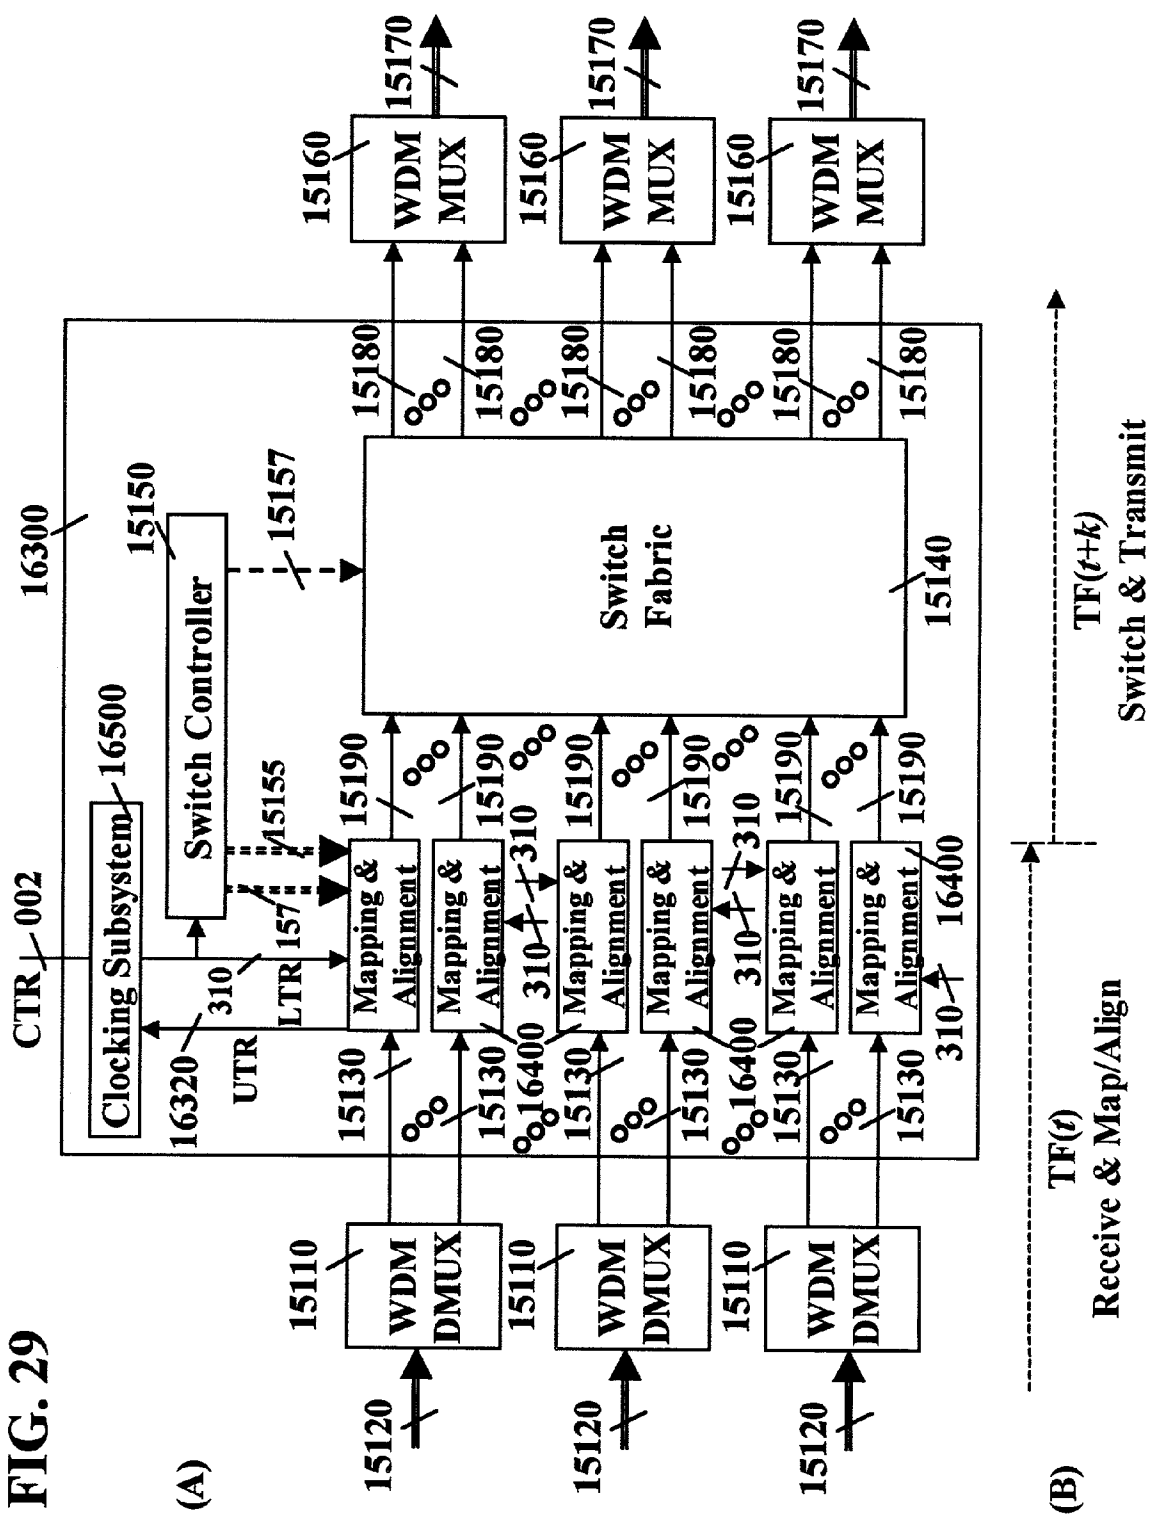 FIG. 29
(A)
CTR
002
16300
Clocking Subsystem
16500
15150
Switch Controller
16320
UTR
310
LTR
157
15155
15157
15120
15110
WDM
DMUX
15130
15130
Mapping &
Alignment
Mapping &
Alignment
15190
15190
15180
15180
15160
WDM
MUX
15170
16400
310
310
15120
15110
WDM
DMUX
15130
15130
Mapping &
Alignment
Mapping &
Alignment
15190
15190
Switch
Fabric
15180
15180
15160
WDM
MUX
15170
16400
310
310
15120
15110
WDM
DMUX
15130
15130
Mapping &
Alignment
Mapping &
Alignment
15190
15190
15180
15180
15160
WDM
MUX
15170
310
16400
15140
(B)
TF(t)
Receive & Map/Align
TF(t+k)
Switch & Transmit